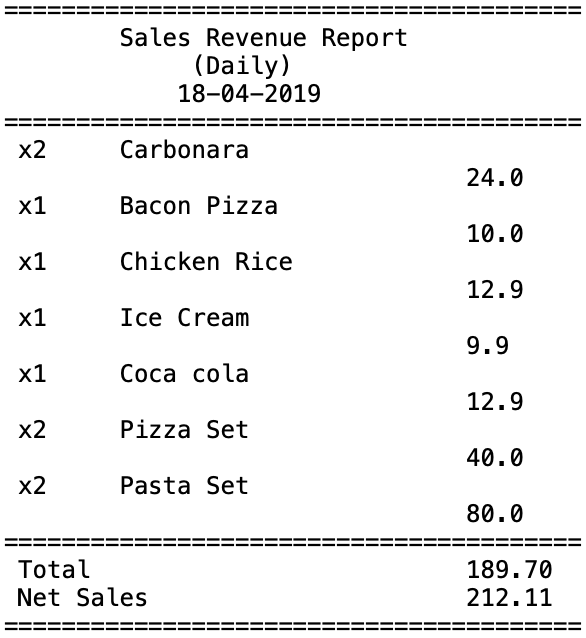 ========================================
Sales Revenue Report
(Daily)
18-04-2019
========================================
x2 Carbonara
24.0
x1 Bacon Pizza
10.0
x1 Chicken Rice
12.9
x1 Ice Cream
9.9
x1 Coca cola
12.9
x2 Pizza Set
40.0
x2 Pasta Set
80.0
========================================
Total 189.70
Net Sales 212.11
========================================